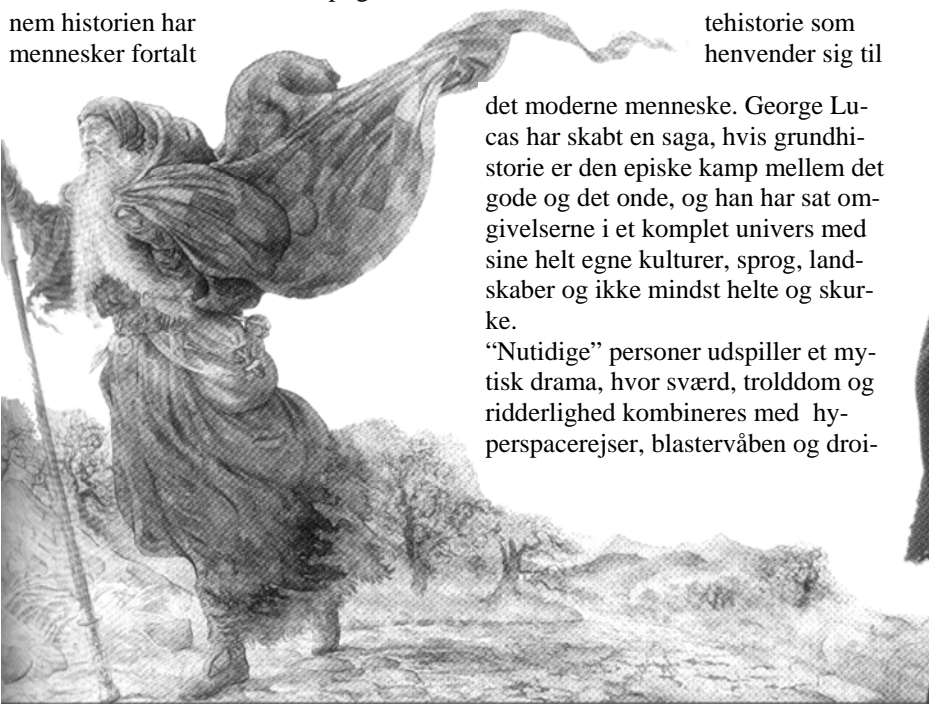 nem historien har
mennesker fortalt
tehistorie som
henvender sig til
det moderne menneske. George Lu-
cas har skabt en saga, hvis grundhi-
storie er den episke kamp mellem det
gode og det onde, og han har sat om-
givelserne i et komplet univers med
sine helt egne kulturer, sprog, land-
skaber og ikke mindst helte og skur-
ke.
“Nutidige” personer udspiller et my-
tisk drama, hvor sværd, trolddom og
ridderlighed kombineres med  hy-
perspacerejser, blastervåben og droi-